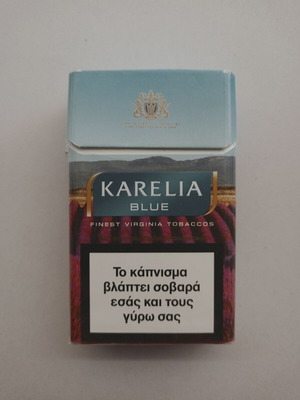 KARELIA
BLUE
FINEST VIRGINIA TOBACCOS
Το κάπνισμα
βλάπτει σοβαρά
εσάς και τους
γύρω σας